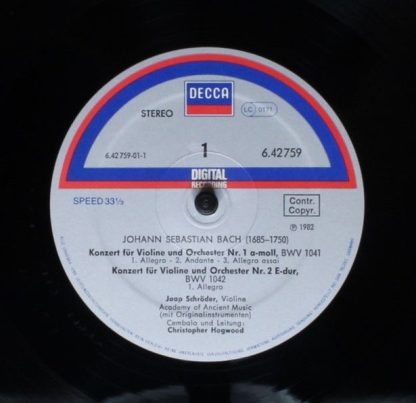 DECCA
STEREO
LC 0171
6.42759-01-1
1
6.42759
DIGITAL
RECORDING
SPEED 33⅓
Contr.
Copyr.
Ⓟ 1982
JOHANN SEBASTIAN BACH (1685-1750)
Konzert für Violine und Orchester Nr. 1 a-moll, BWV 1041
1. Allegro - 2. Andante - 3. Allegro assai
Konzert für Violine und Orchester Nr. 2 E-dur,
BWV 1042
1. Allegro
Jaap Schröder, Violine
Academy of Ancient Music
(mit Originalinstrumenten)
Cembalo und Leitung:
Christopher Hogwood